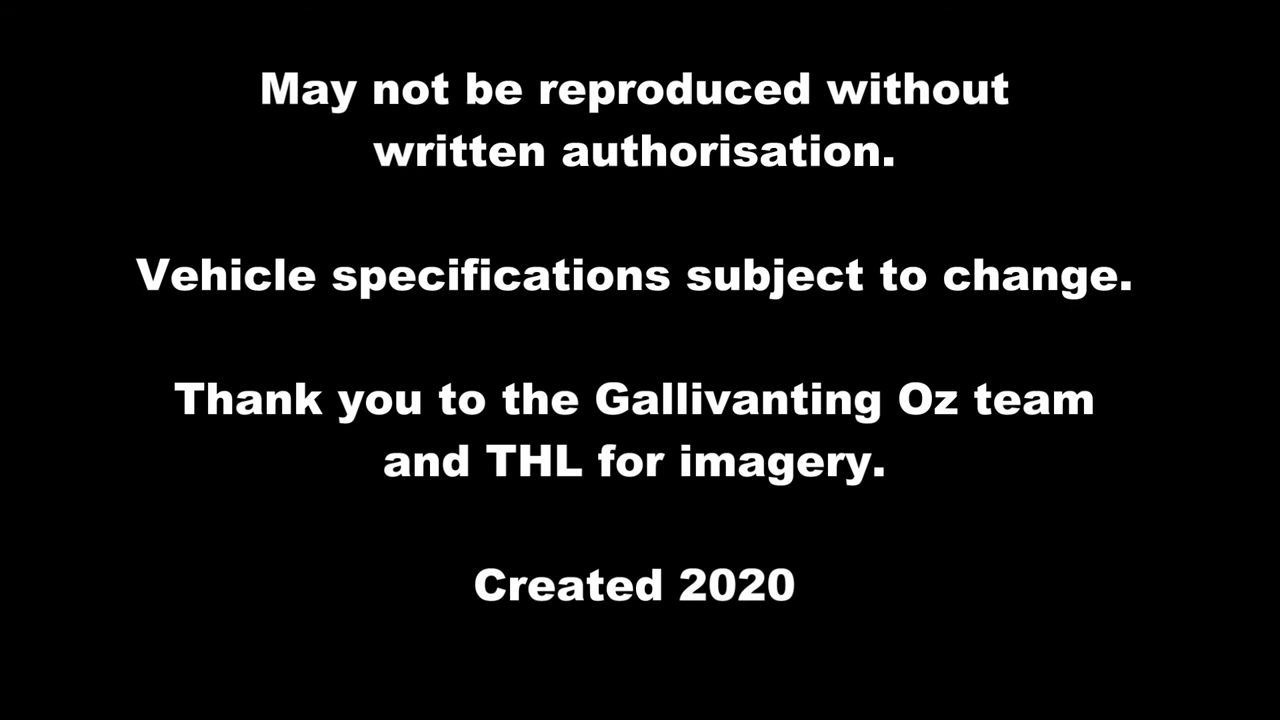 May not be reproduced without
written authorisation.
Vehicle specifications subject to change.
Thank you to the Gallivanting Oz team
and THL for imagery.
Created 2020